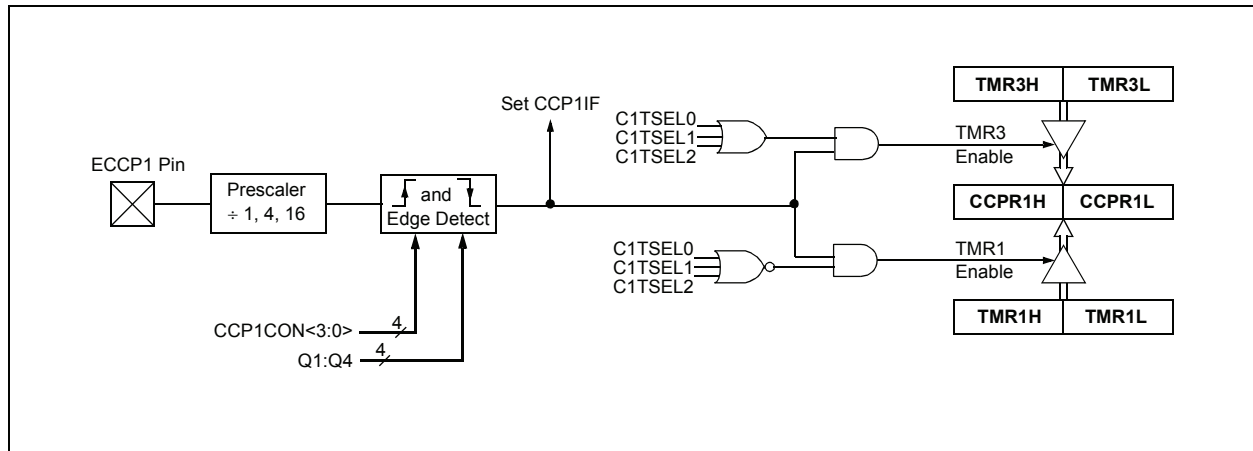 TMR3H TMR3L
Set CCP1IF
C1TSEL0
C1TSEL1
C1TSEL2
TMR3
Enable
ECCP1 Pin
Prescaler
÷ 1, 4, 16
and
Edge Detect
CCPR1H CCPR1L
C1TSEL0
C1TSEL1
C1TSEL2
TMR1
Enable
TMR1H TMR1L
CCP1CON<3:0>
4
Q1:Q4
4